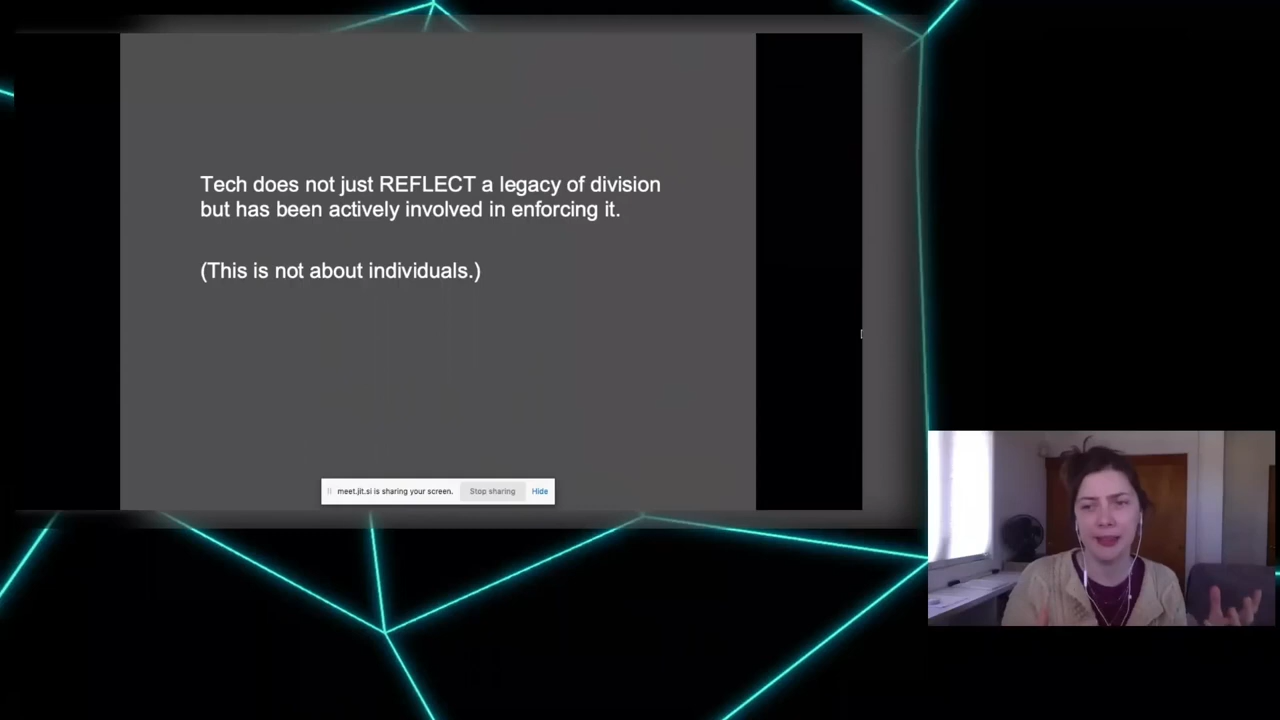 Tech does not just REFLECT a legacy of division
but has been actively involved in enforcing it.
(This is not about individuals.)
meet.jit.si is sharing your screen. Stop sharing Hide